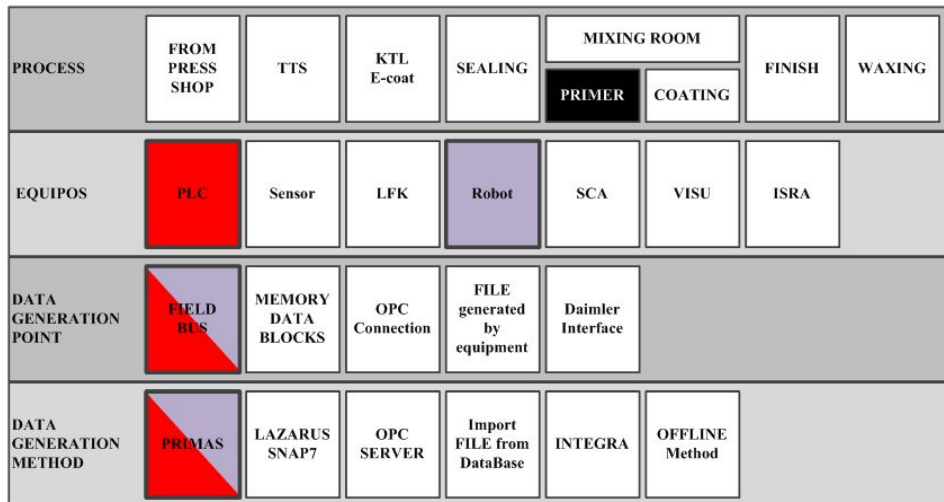 PROCESS
FROM
PRESS
SHOP
TTS
KTL
E-coat
SEALING
MIXING ROOM
PRIMER
COATING
FINISH
WAXING
EQUIPOS
PLC
Sensor
LFK
Robot
SCA
VISU
ISRA
DATA
GENERATION
POINT
FIELD
BUS
MEMORY
DATA
BLOCKS
OPC
Connection
FILE
generated
by
equipment
Daimler
Interface
DATA
GENERATION
METHOD
PRIMAS
LAZARUS
SNAP7
OPC
SERVER
Import
FILE from
DataBase
INTEGRA
OFFLINE
Method